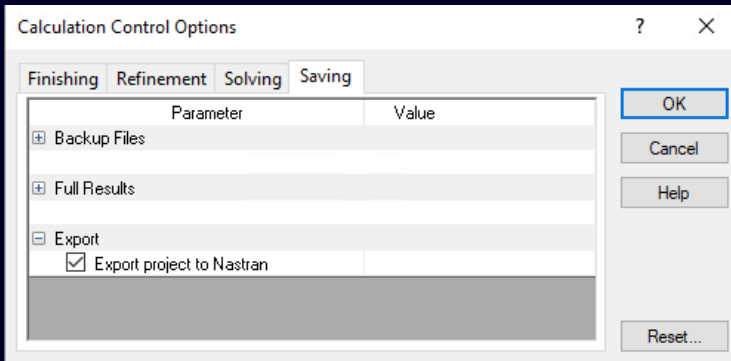 Calculation Control Options ?
Finishing Refinement Solving Saving
Parameter Value
Backup Files
Full Results
Export
Export project to Nastran
OK
Cancel
Help
Reset...